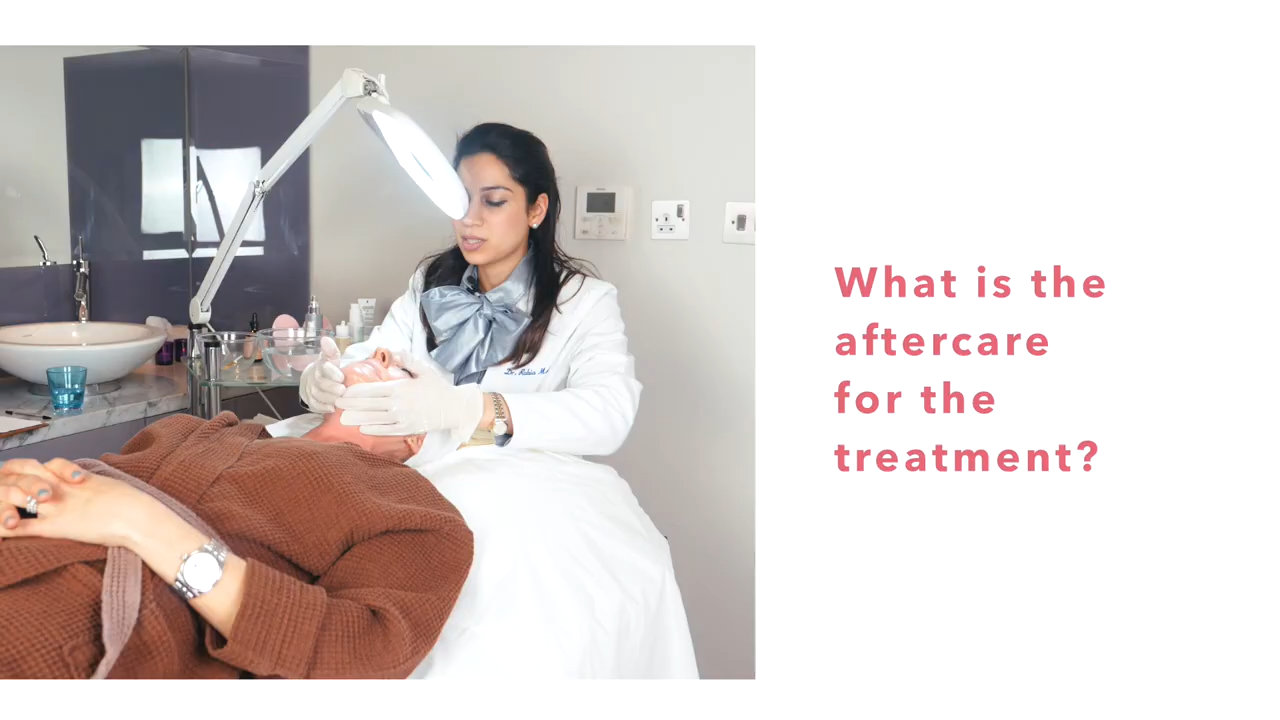 What is the
aftercare
for the
treatment?